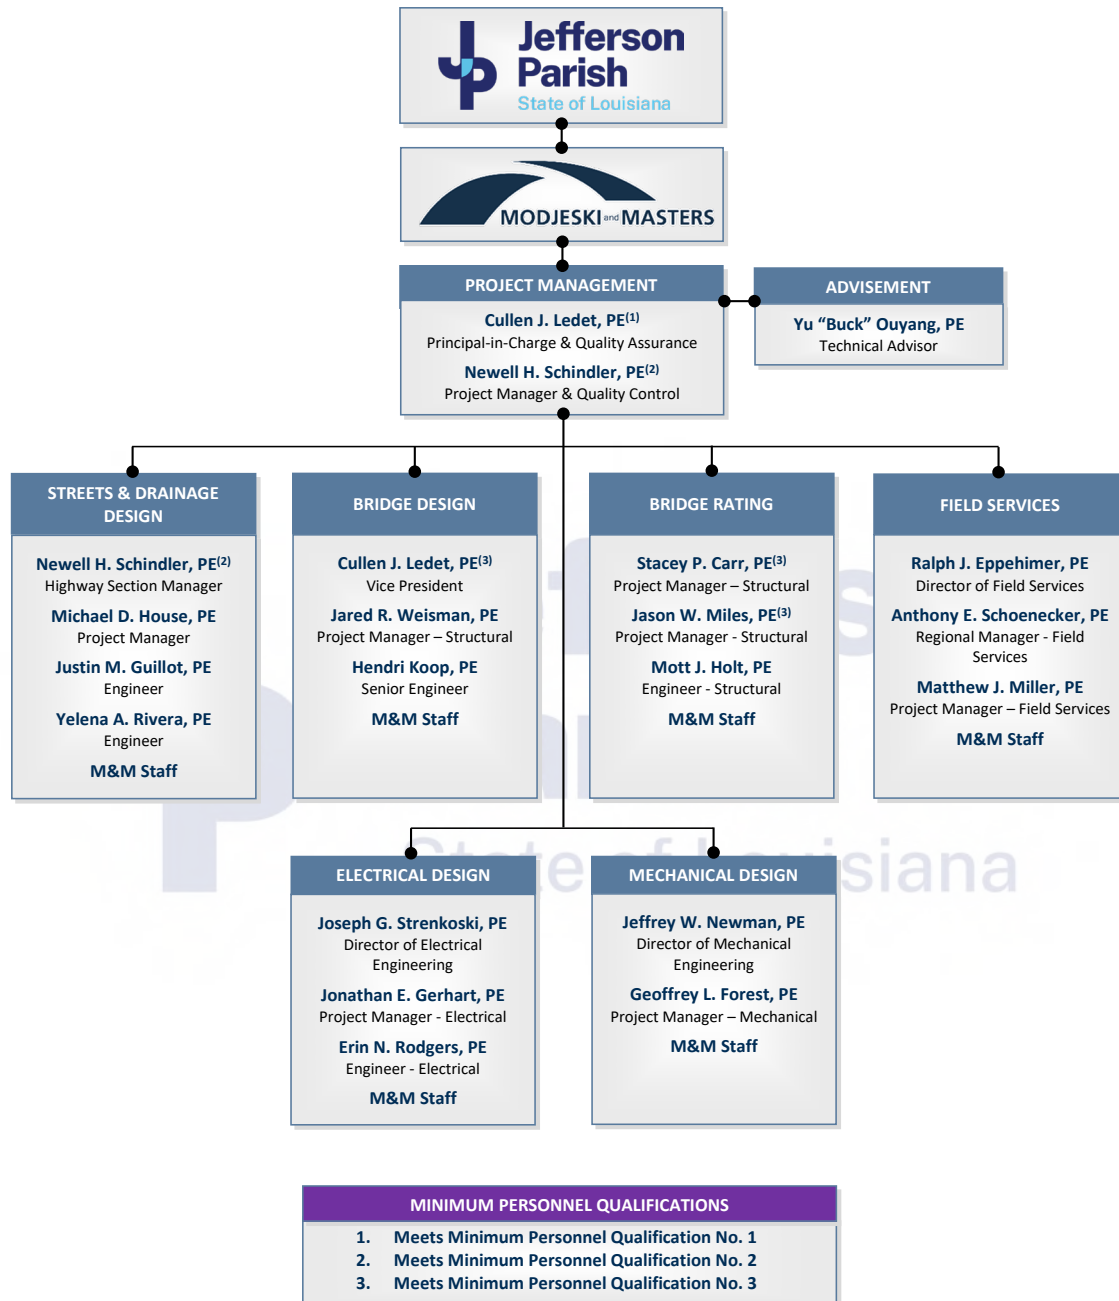 Jefferson
Parish
State of Louisiana
MODJESKI and MASTERS
PROJECT MANAGEMENT
Cullen J. Ledet, PE(1)
Principal-in-Charge & Quality Assurance
Newell H. Schindler, PE(2)
Project Manager & Quality Control
ADVISEMENT
Yu “Buck” Ouyang, PE
Technical Advisor
STREETS & DRAINAGE
DESIGN
Newell H. Schindler, PE(2)
Highway Section Manager
Michael D. House, PE
Project Manager
Justin M. Guillot, PE
Engineer
Yelena A. Rivera, PE
Engineer
M&M Staff
BRIDGE DESIGN
Cullen J. Ledet, PE(3)
Vice President
Jared R. Weisman, PE
Project Manager – Structural
Hendri Koop, PE
Senior Engineer
M&M Staff
BRIDGE RATING
Stacey P. Carr, PE(3)
Project Manager – Structural
Jason W. Miles, PE(3)
Project Manager - Structural
Mott J. Holt, PE
Engineer - Structural
M&M Staff
FIELD SERVICES
Ralph J. Eppehimer, PE
Director of Field Services
Anthony E. Schoenecker, PE
Regional Manager - Field
Services
Matthew J. Miller, PE
Project Manager – Field Services
M&M Staff
State of Louisiana
ELECTRICAL DESIGN
Joseph G. Strenkoski, PE
Director of Electrical
Engineering
Jonathan E. Gerhart, PE
Project Manager - Electrical
Erin N. Rodgers, PE
Engineer - Electrical
M&M Staff
MECHANICAL DESIGN
Jeffrey W. Newman, PE
Director of Mechanical
Engineering
Geoffrey L. Forest, PE
Project Manager – Mechanical
M&M Staff
MINIMUM PERSONNEL QUALIFICATIONS
1. Meets Minimum Personnel Qualification No. 1
2. Meets Minimum Personnel Qualification No. 2
3. Meets Minimum Personnel Qualification No. 3